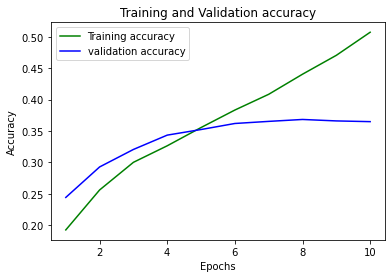 Training and Validation accuracy
Training accuracy
validation accuracy
Accuracy
0.50
0.45
0.40
0.35
0.30
0.25
0.20
2 4 6 8 10
Epochs